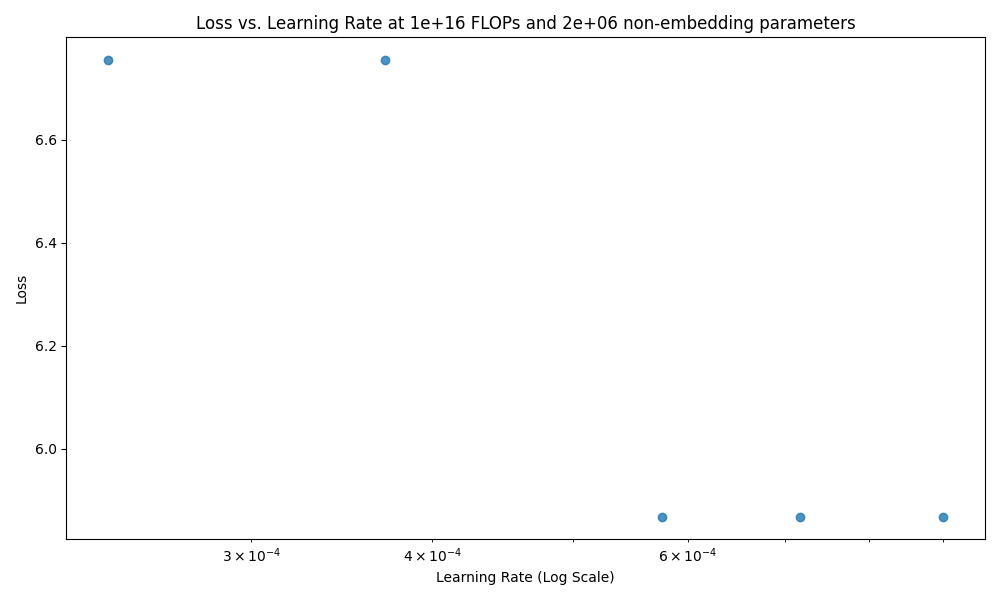 Loss vs. Learning Rate at 1e+16 FLOPs and 2e+06 non-embedding parameters
Loss
6.6
6.4
6.2
6.0
3 × 10⁻⁴
4 × 10⁻⁴
6 × 10⁻⁴
Learning Rate (Log Scale)